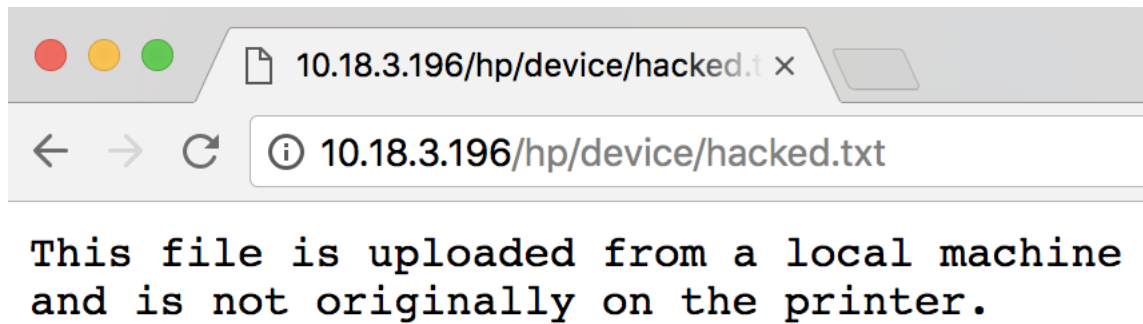 10.18.3.196/hp/device/hacked.t
10.18.3.196/hp/device/hacked.txt
This file is uploaded from a local machine
and is not originally on the printer.